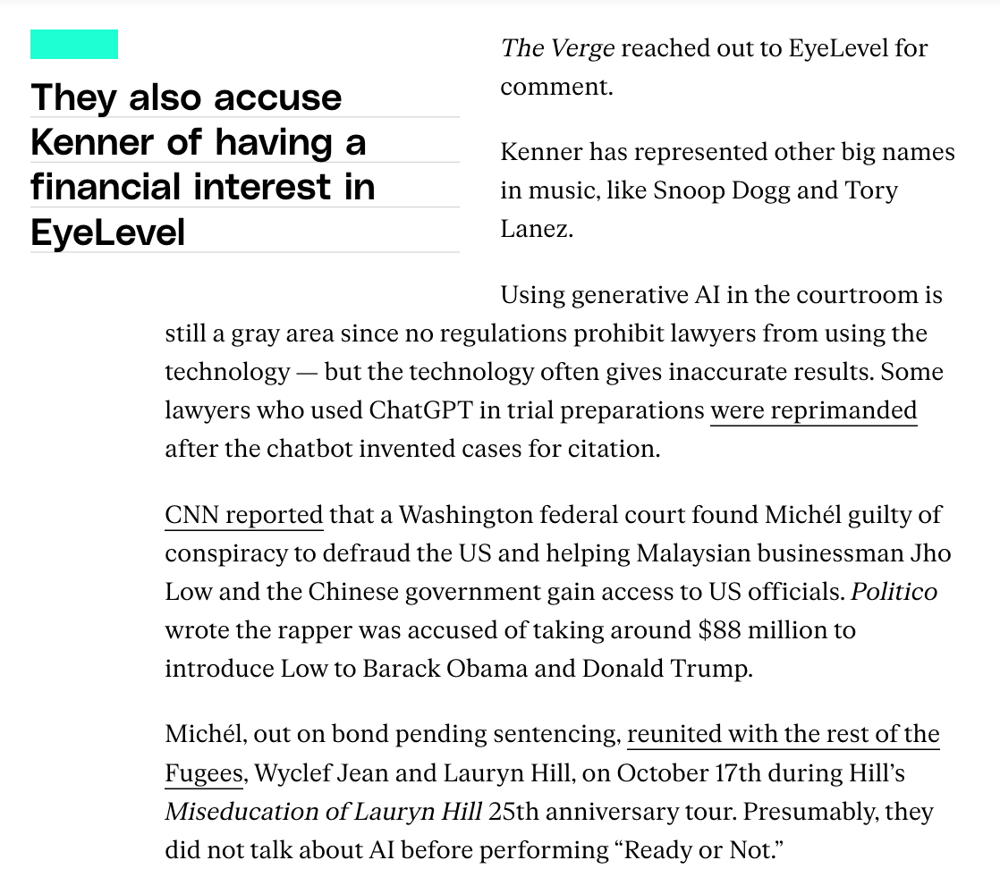 They also accuse
Kenner of having a
financial interest in
EyeLevel
The Verge reached out to EyeLevel for
comment.
Kenner has represented other big names
in music, like Snoop Dogg and Tory
Lanez.
Using generative AI in the courtroom is
still a gray area since no regulations prohibit lawyers from using the
technology — but the technology often gives inaccurate results. Some
lawyers who used ChatGPT in trial preparations were reprimanded
after the chatbot invented cases for citation.
CNN reported that a Washington federal court found Michél guilty of
conspiracy to defraud the US and helping Malaysian businessman Jho
Low and the Chinese government gain access to US officials. Politico
wrote the rapper was accused of taking around $88 million to
introduce Low to Barack Obama and Donald Trump.
Michél, out on bond pending sentencing, reunited with the rest of the
Fugees, Wyclef Jean and Lauryn Hill, on October 17th during Hill’s
Miseducation of Lauryn Hill 25th anniversary tour. Presumably, they
did not talk about AI before performing “Ready or Not.”